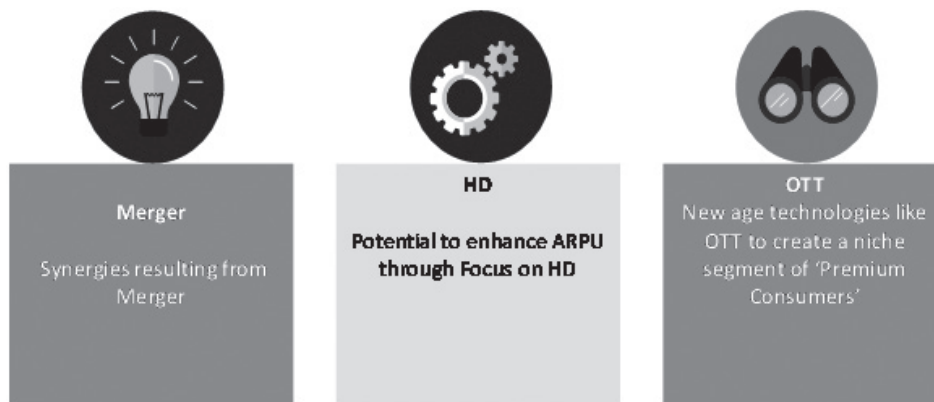 Merger
Synergies resulting from
Merger
HD
Potential to enhance ARPU
through Focus on HD
OTT
New age technologies like
OTT to create a niche
segment of ‘Premium
Consumers’